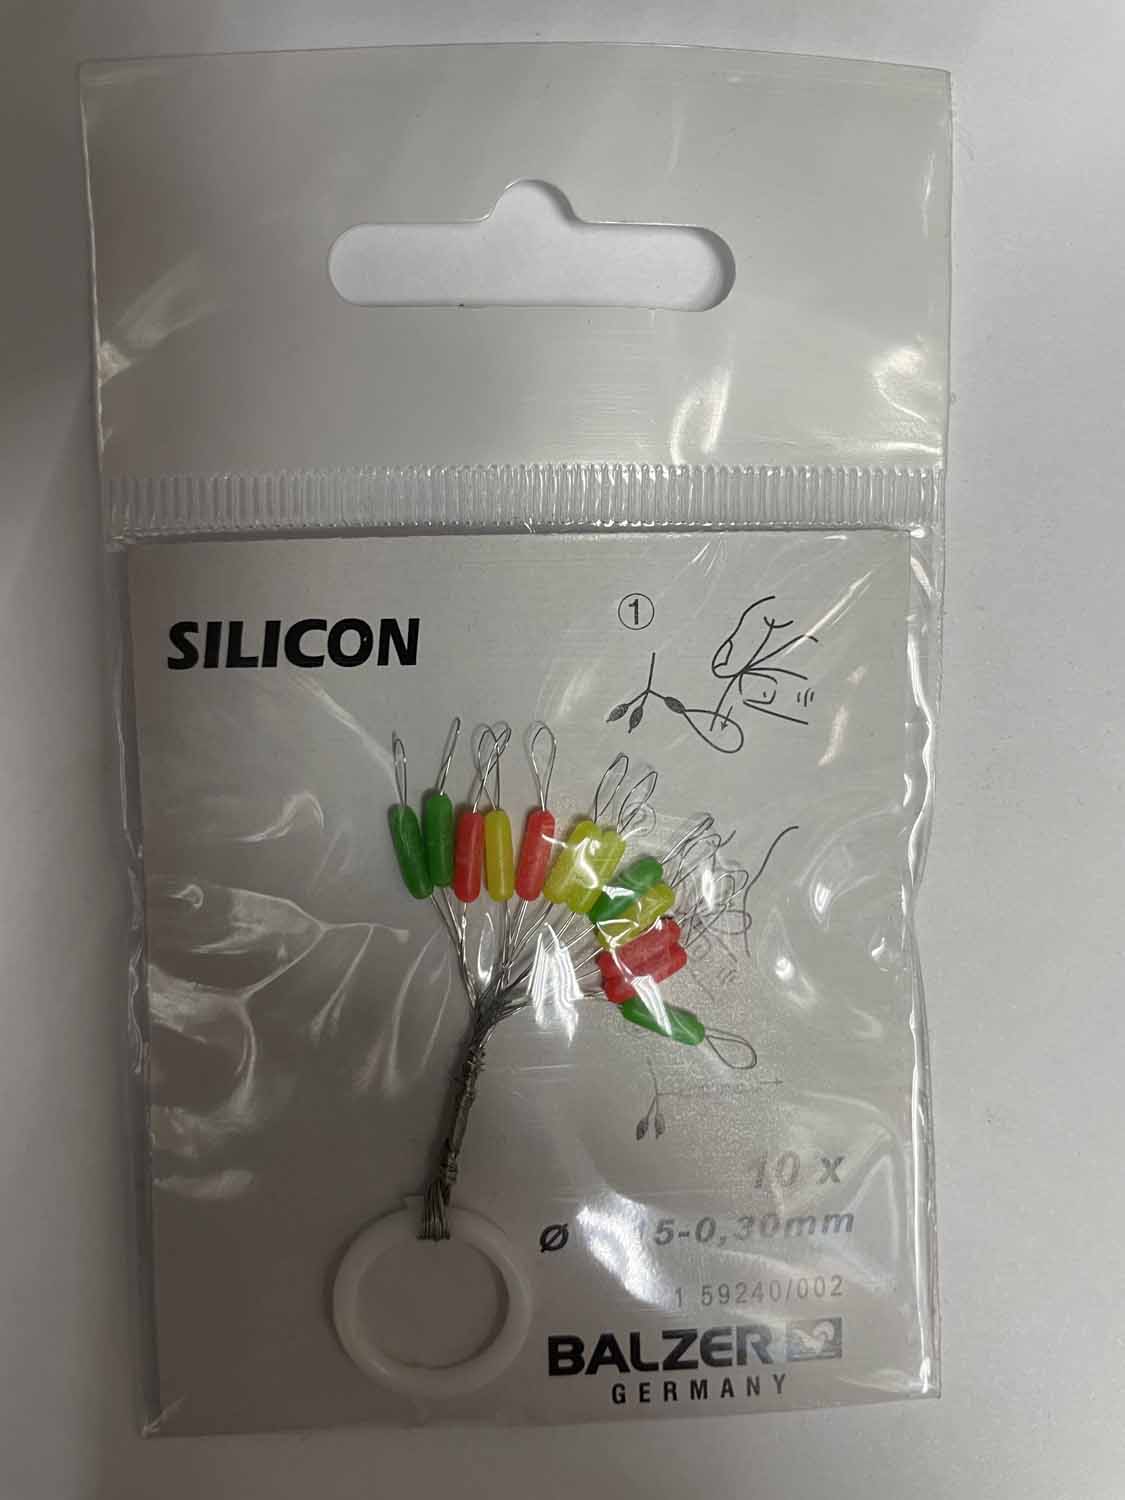 SILICON
①
10 x
Ø 15-0,30mm
1 59240/002
BALZER
GERMANY